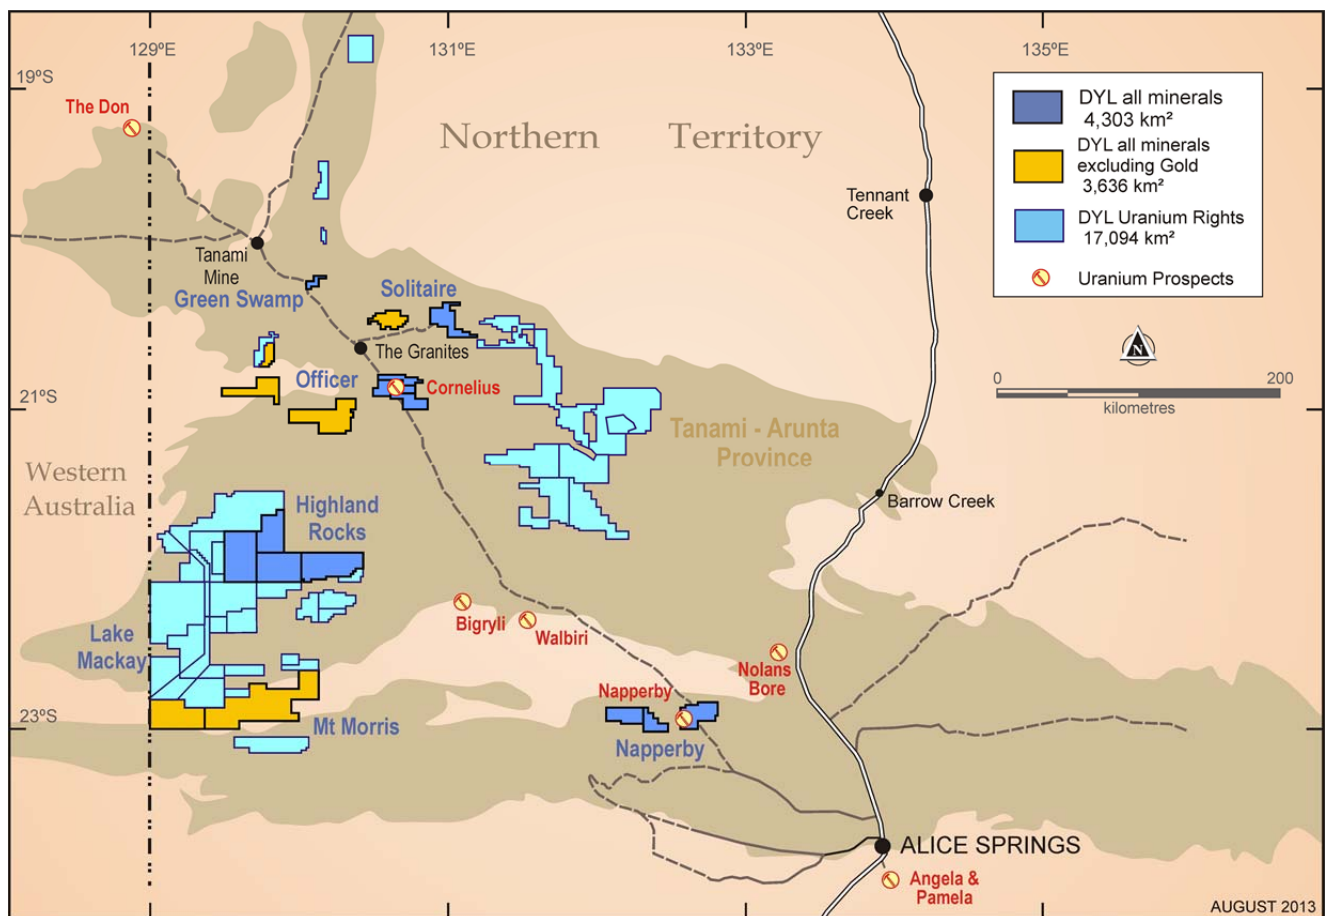 129ºE
131ºE
133ºE
135ºE
19ºS
The Don
Northern Territory
DYL all minerals
4,303 km²
DYL all minerals
excluding Gold
3,636 km²
DYL Uranium Rights
17,094 km²
Uranium Prospects
Tennant
Creek
Tanami
Mine
Green Swamp
Solitaire
The Granites
N
Officer
Cornelius
0
200
kilometres
21ºS
Tanami - Arunta
Province
Western
Australia
Highland
Rocks
Barrow Creek
Bigryli
Walbiri
Lake
Mackay
Nolans
Bore
Napperby
23ºS
Mt Morris
Napperby
ALICE SPRINGS
Angela &
Pamela
AUGUST 2013